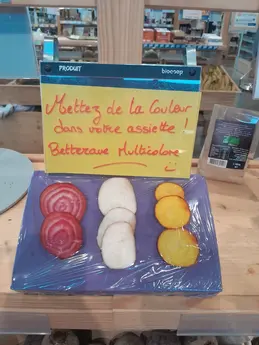 PRODUIT biocoop
Mettez de la Couleur
dans votre assiette !
Betterave Multicolore